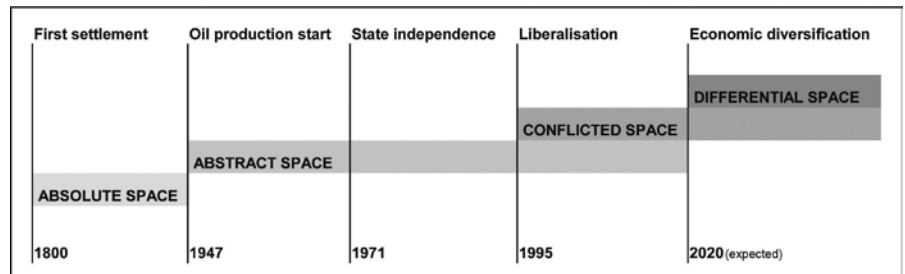 First settlement
Oil production start
State independence
Liberalisation
Economic diversification
DIFFERENTIAL SPACE
CONFLICTED SPACE
ABSTRACT SPACE
ABSOLUTE SPACE
1800
1947
1971
1995
2020 (expected)